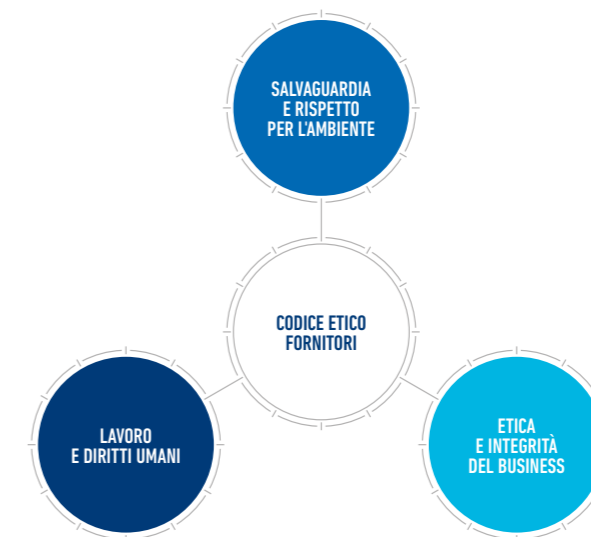 SALVAGUARDIA
E RISPETTO
PER L'AMBIENTE
CODICE ETICO
FORNITORI
LAVORO
E DIRITTI UMANI
ETICA
E INTEGRITÀ
DEL BUSINESS